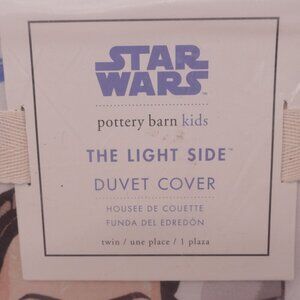 STAR
WARS™
pottery barn kids
THE LIGHT SIDE™
DUVET COVER
HOUSSE DE COUETTE
FUNDA DEL EDREDÓN
twin / une place / 1 plaza